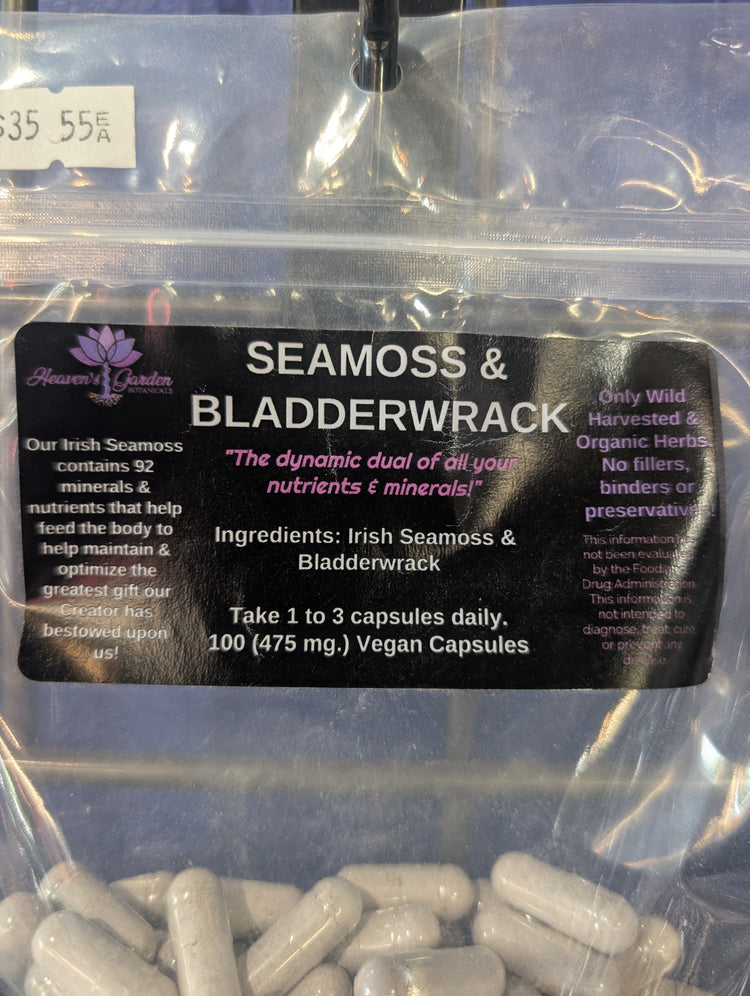 $35 55 EA
Heaven's Garden
BOTANICALS
SEAMOSS &
BLADDERWRACK
"The dynamic dual of all your
nutrients & minerals!"
Ingredients: Irish Seamoss &
Bladderwrack
Take 1 to 3 capsules daily.
100 (475 mg.) Vegan Capsules
Our Irish Seamoss
contains 92
minerals &
nutrients that help
feed the body to
help maintain &
optimize the
greatest gift our
Creator has
bestowed upon
us!
Only Wild
Harvested &
Organic Herbs.
No fillers,
binders or
preservatives!
This information
not been evaluated
by the Food
Drug Administration.
This information is
not intended to
diagnose, treat, cure
or prevent any
disease